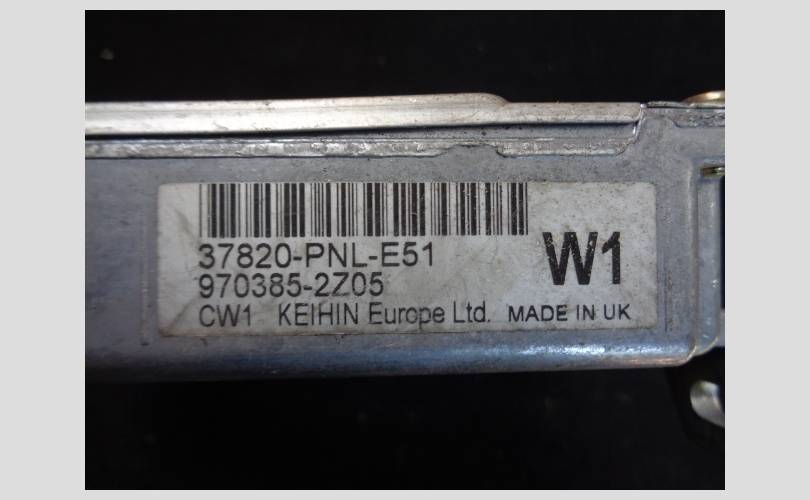 37820-PNL-E51
970385-2Z05
W1
CW1 KEIHIN Europe Ltd. MADE IN UK